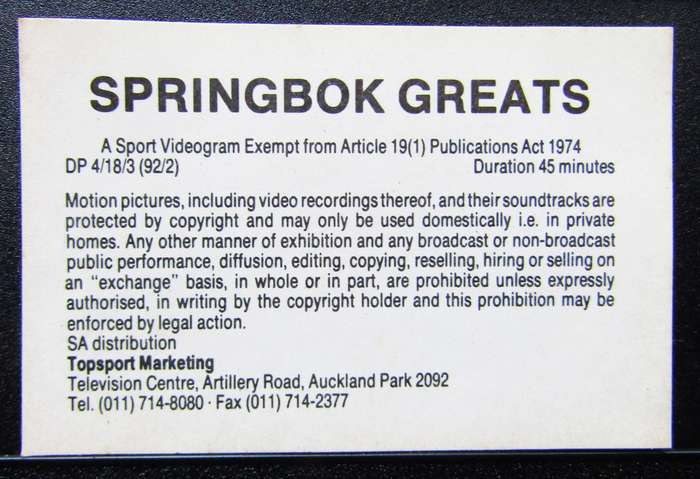 SPRINGBOK GREATS
A Sport Videogram Exempt from Article 19(1) Publications Act 1974
DP 4/18/3 (92/2) Duration 45 minutes
Motion pictures, including video recordings thereof, and their soundtracks are
protected by copyright and may only be used domestically i.e. in private
homes. Any other manner of exhibition and any broadcast or non-broadcast
public performance, diffusion, editing, copying, reselling, hiring or selling on
an “exchange” basis, in whole or in part, are prohibited unless expressly
authorised, in writing by the copyright holder and this prohibition may be
enforced by legal action.
SA distribution
Topsport Marketing
Television Centre, Artillery Road, Auckland Park 2092
Tel. (011) 714-8080 · Fax (011) 714-2377